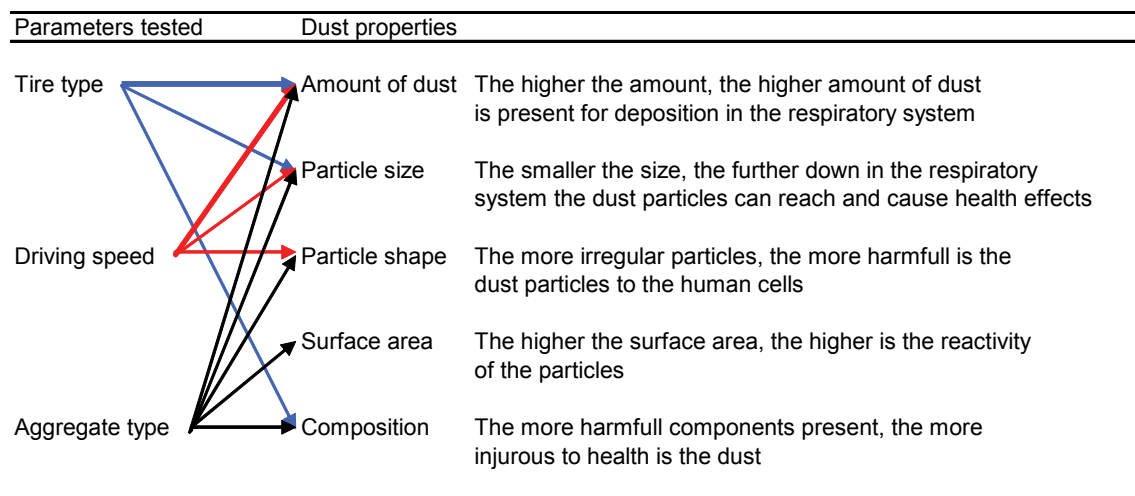 Parameters tested Dust properties
Tire type Amount of dust The higher the amount, the higher amount of dust
is present for deposition in the respiratory system
Particle size The smaller the size, the further down in the respiratory
system the dust particles can reach and cause health effects
Driving speed Particle shape The more irregular particles, the more harmfull is the
dust particles to the human cells
Surface area The higher the surface area, the higher is the reactivity
of the particles
Aggregate type Composition The more harmfull components present, the more
injurous to health is the dust